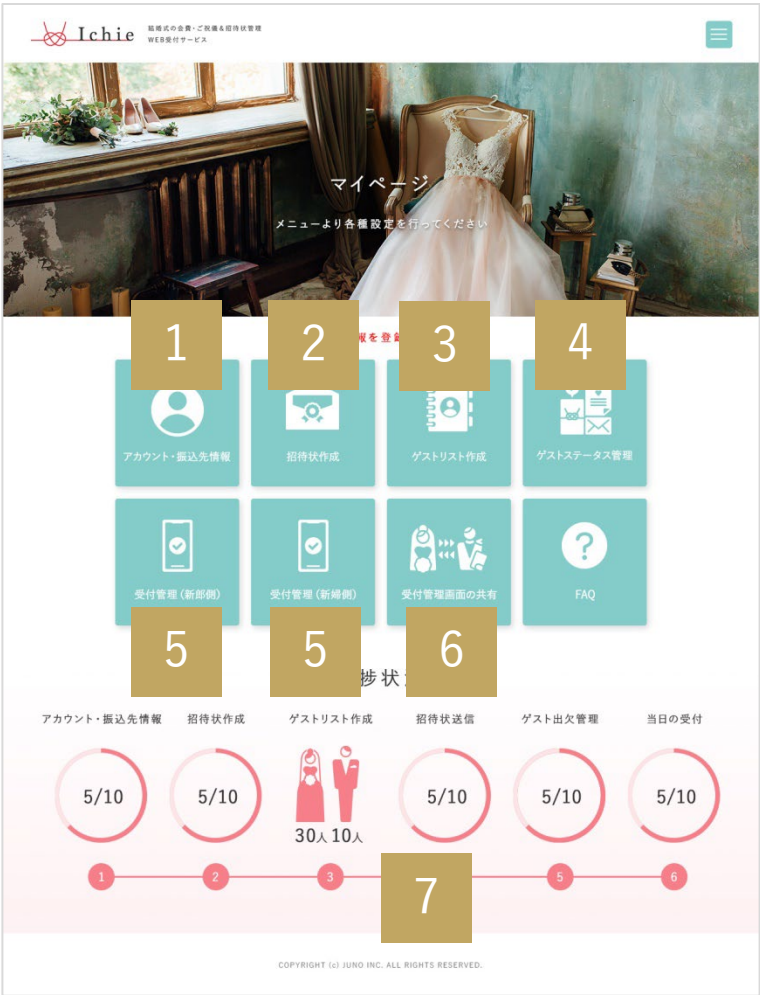 Ichie
結婚式の会費・ご祝儀&招待状管理
WEB受付サービス
マイページ
メニューより各種設定を行ってください
1
2
3
4
報を登録
アカウント・振込先情報
招待状作成
ゲストリスト作成
ゲストステータス管理
受付管理(新郎側)
受付管理(新婦側)
受付管理画面の共有
?
FAQ
5
5
6
捗状
アカウント・振込先情報
招待状作成
ゲストリスト作成
招待状送信
ゲスト出欠管理
当日の受付
5/10
5/10
30人 10人
5/10
5/10
5/10
1
2
3
7
5
6
COPYRIGHT (c) JUNO INC. ALL RIGHTS RESERVED.